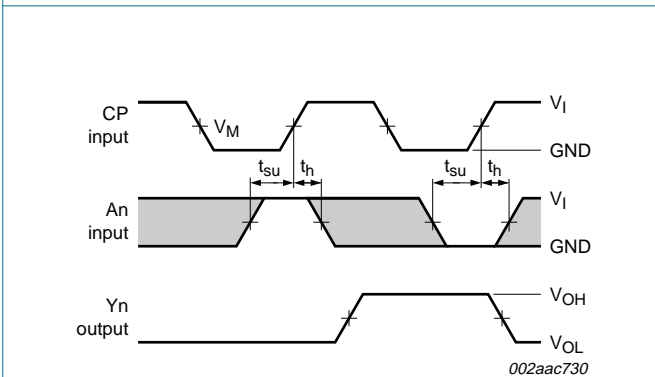 CP
input
V_M
V_I
GND
t_su
t_h
t_su
t_h
An
input
V_I
GND
Yn
output
V_OH
V_OL
002aac730